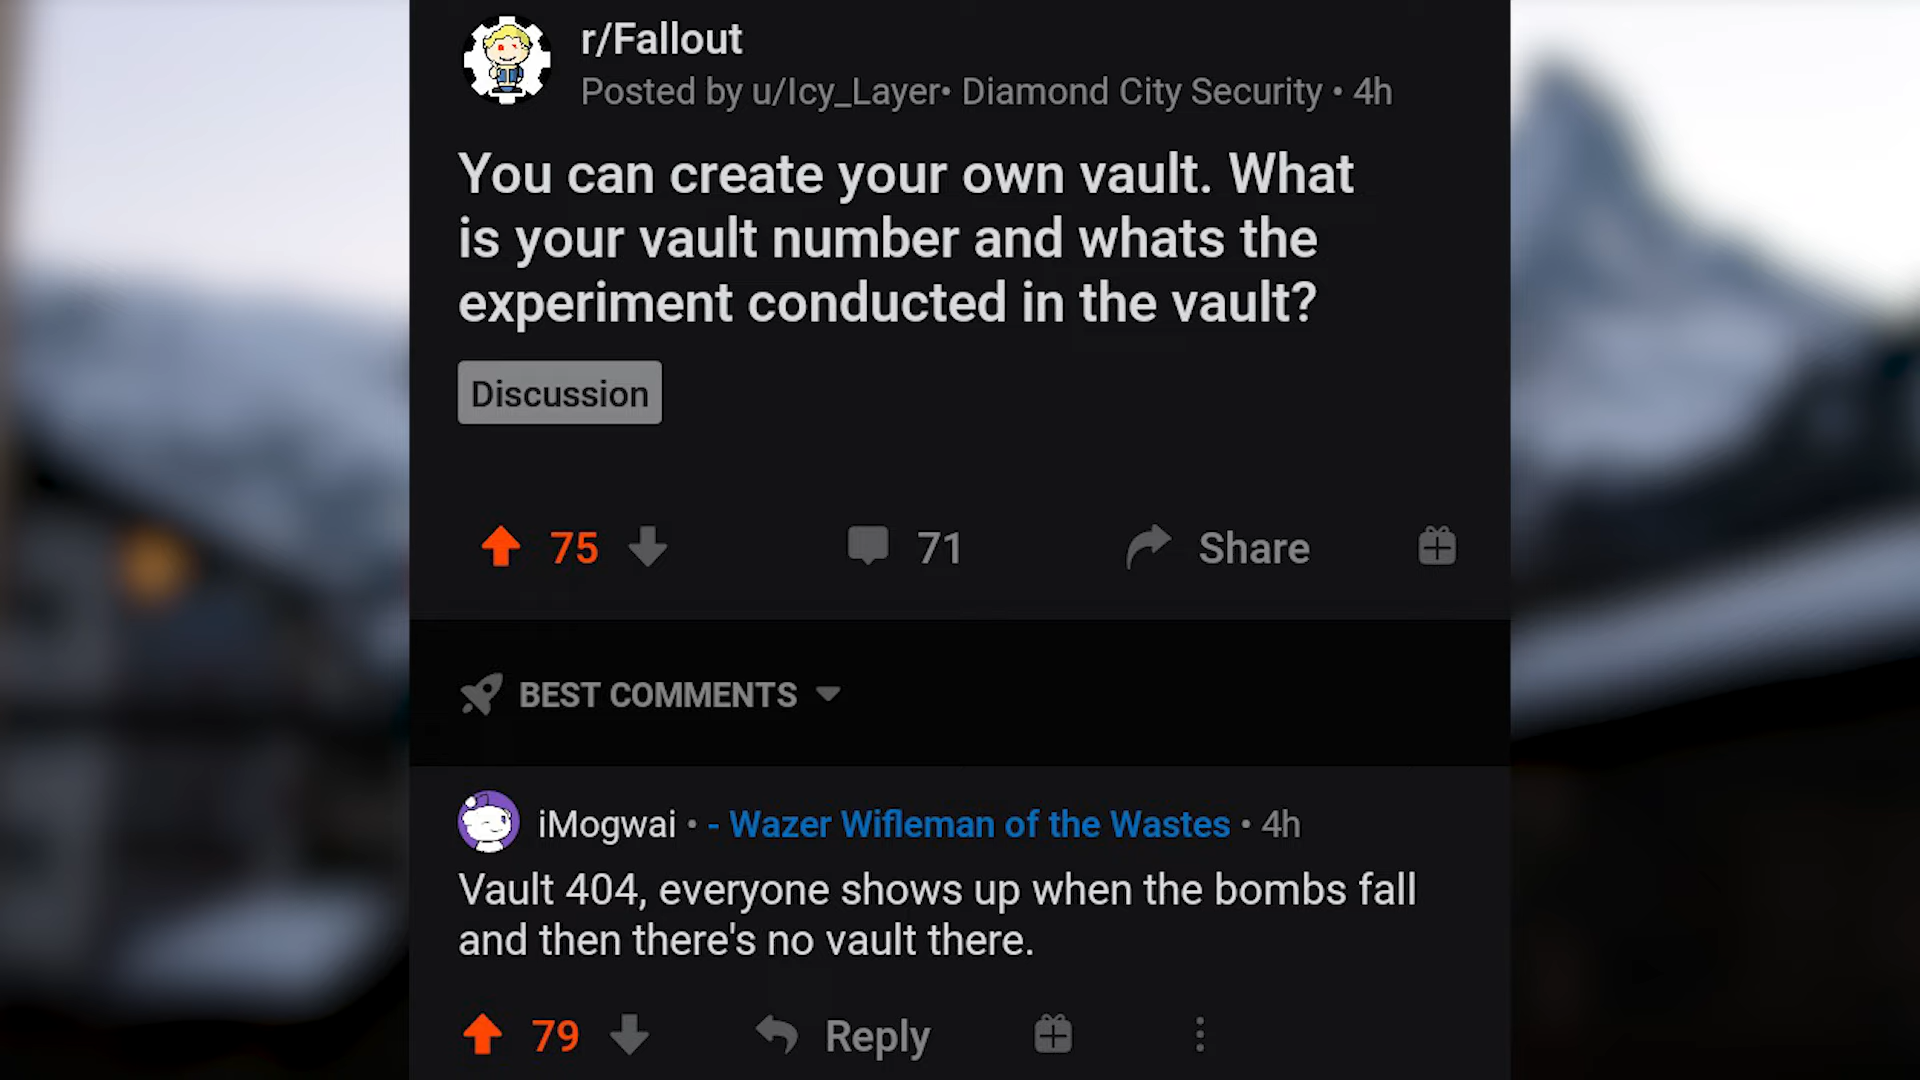 r/Fallout
Posted by u/Icy_Layer• Diamond City Security • 4h
You can create your own vault. What
is your vault number and whats the
experiment conducted in the vault?
Discussion
75
71
Share
BEST COMMENTS
iMogwai • - Wazer Wifleman of the Wastes • 4h
Vault 404, everyone shows up when the bombs fall
and then there's no vault there.
79
Reply